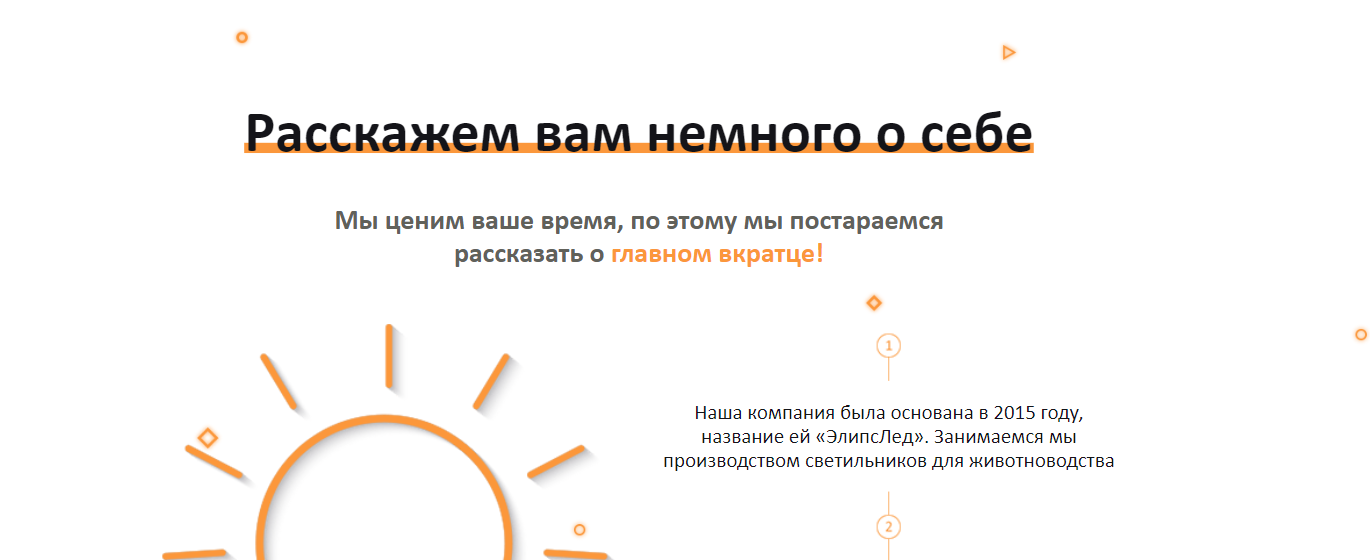 Расскажем вам немного о себе
Мы ценим ваше время, по этому мы постараемся
рассказать о главном вкратце!
1
Наша компания была основана в 2015 году,
название ей «ЭлипсЛед». Занимаемся мы
производством светильников для животноводства
2